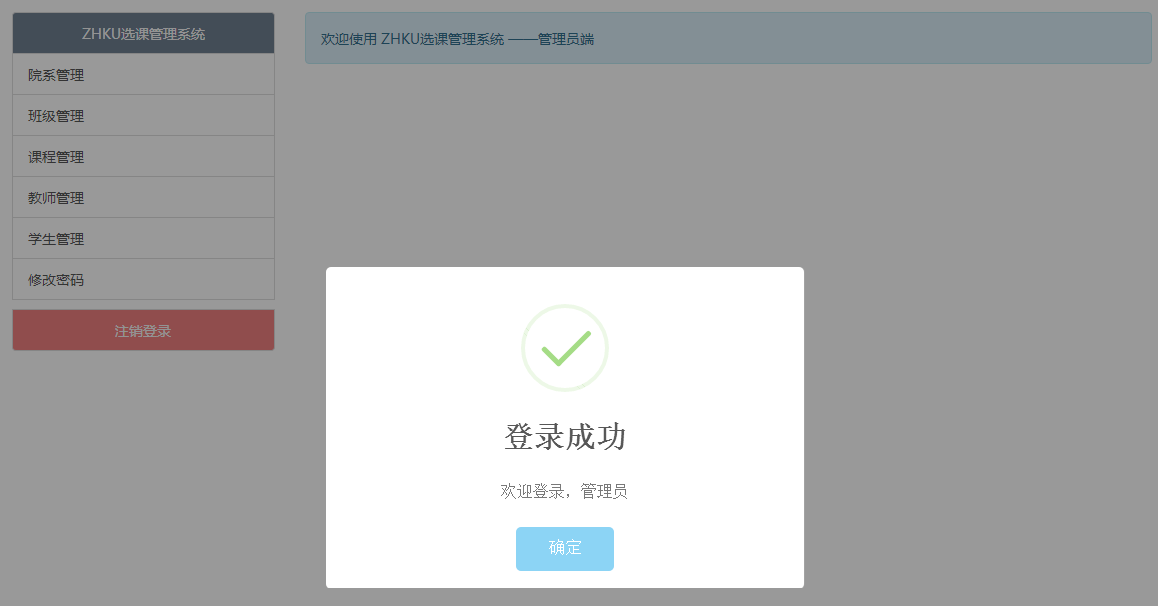 ZHKU选课管理系统
院系管理
班级管理
课程管理
教师管理
学生管理
修改密码
注销登录
欢迎使用 ZHKU选课管理系统 ——管理员端
登录成功
欢迎登录，管理员
确定